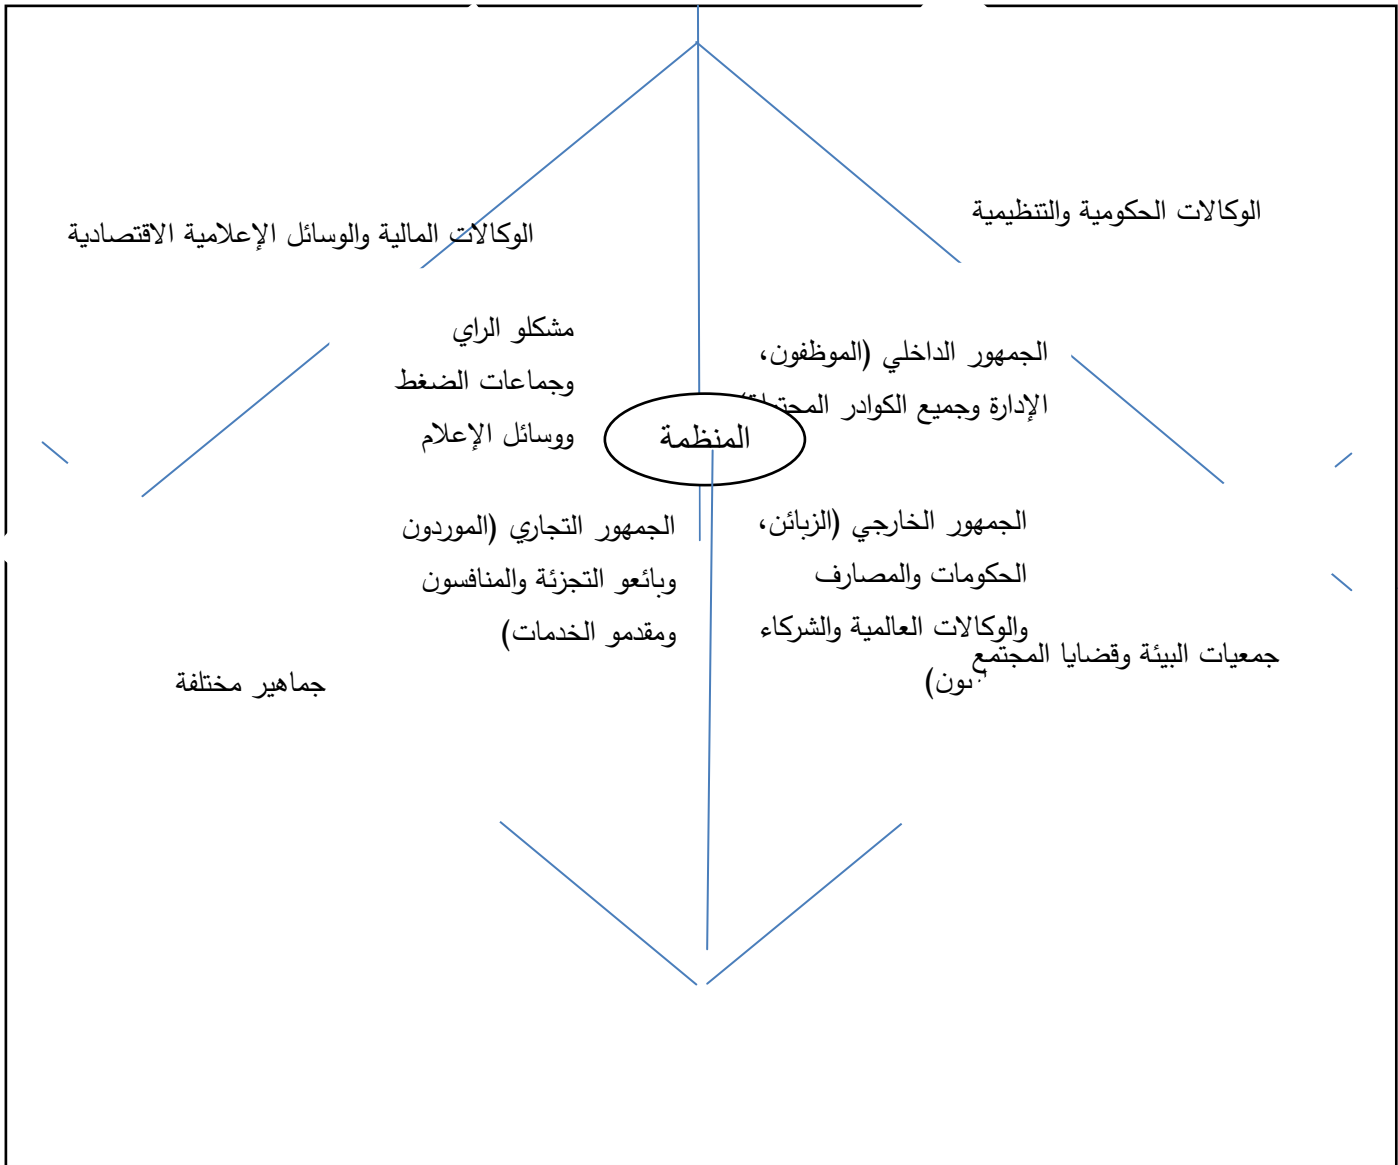 الوكالات الحكومية والتنظيمية
الوكالات المالية والوسائل الإعلامية الاقتصادية
الجمهور الداخلي (الموظفون،
الإدارة وجميع الكوادر
مشكلو الراي
وجماعات الضغط
ووسائل الإعلام
المنظمة
الجمهور الخارجي (الزبائن،
الحكومات والمصارف
والوكالات العالمية والشركاء
الجمهور التجاري (الموردون
وبائعو التجزئة والمنافسون
ومقدمو الخدمات)
جمعيات البيئة وقضايا المجتمع
جماهير مختلفة